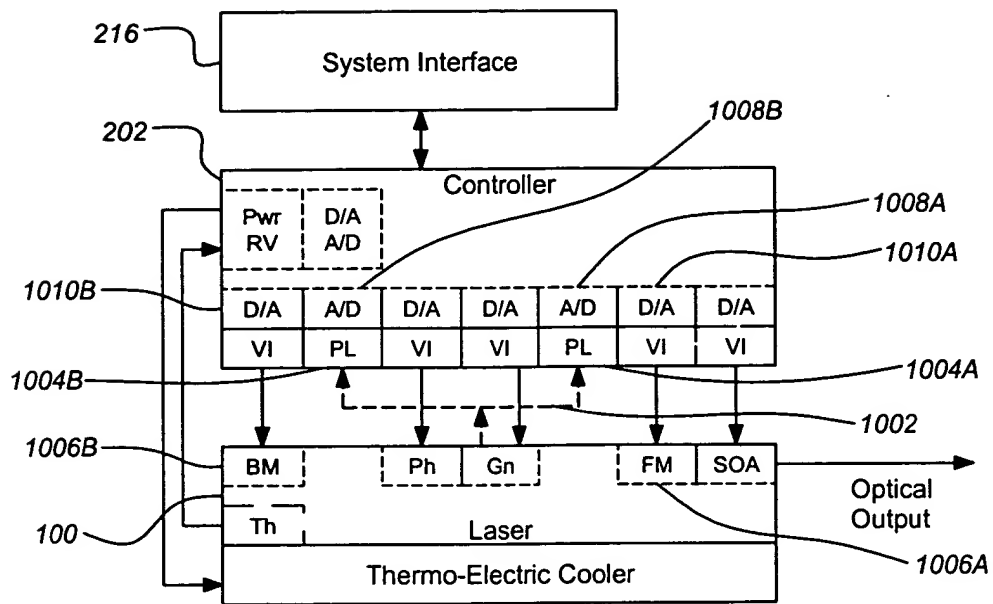 216
System Interface
1008B
202
Controller
1008A
Pwr
RV
D/A
A/D
1010A
1010B
D/A A/D D/A D/A A/D D/A D/A
VI PL VI VI PL VI VI
1004B
1004A
1002
1006B
BM Ph Gn FM SOA
Optical
Output
100
Th
Laser
1006A
Thermo-Electric Cooler